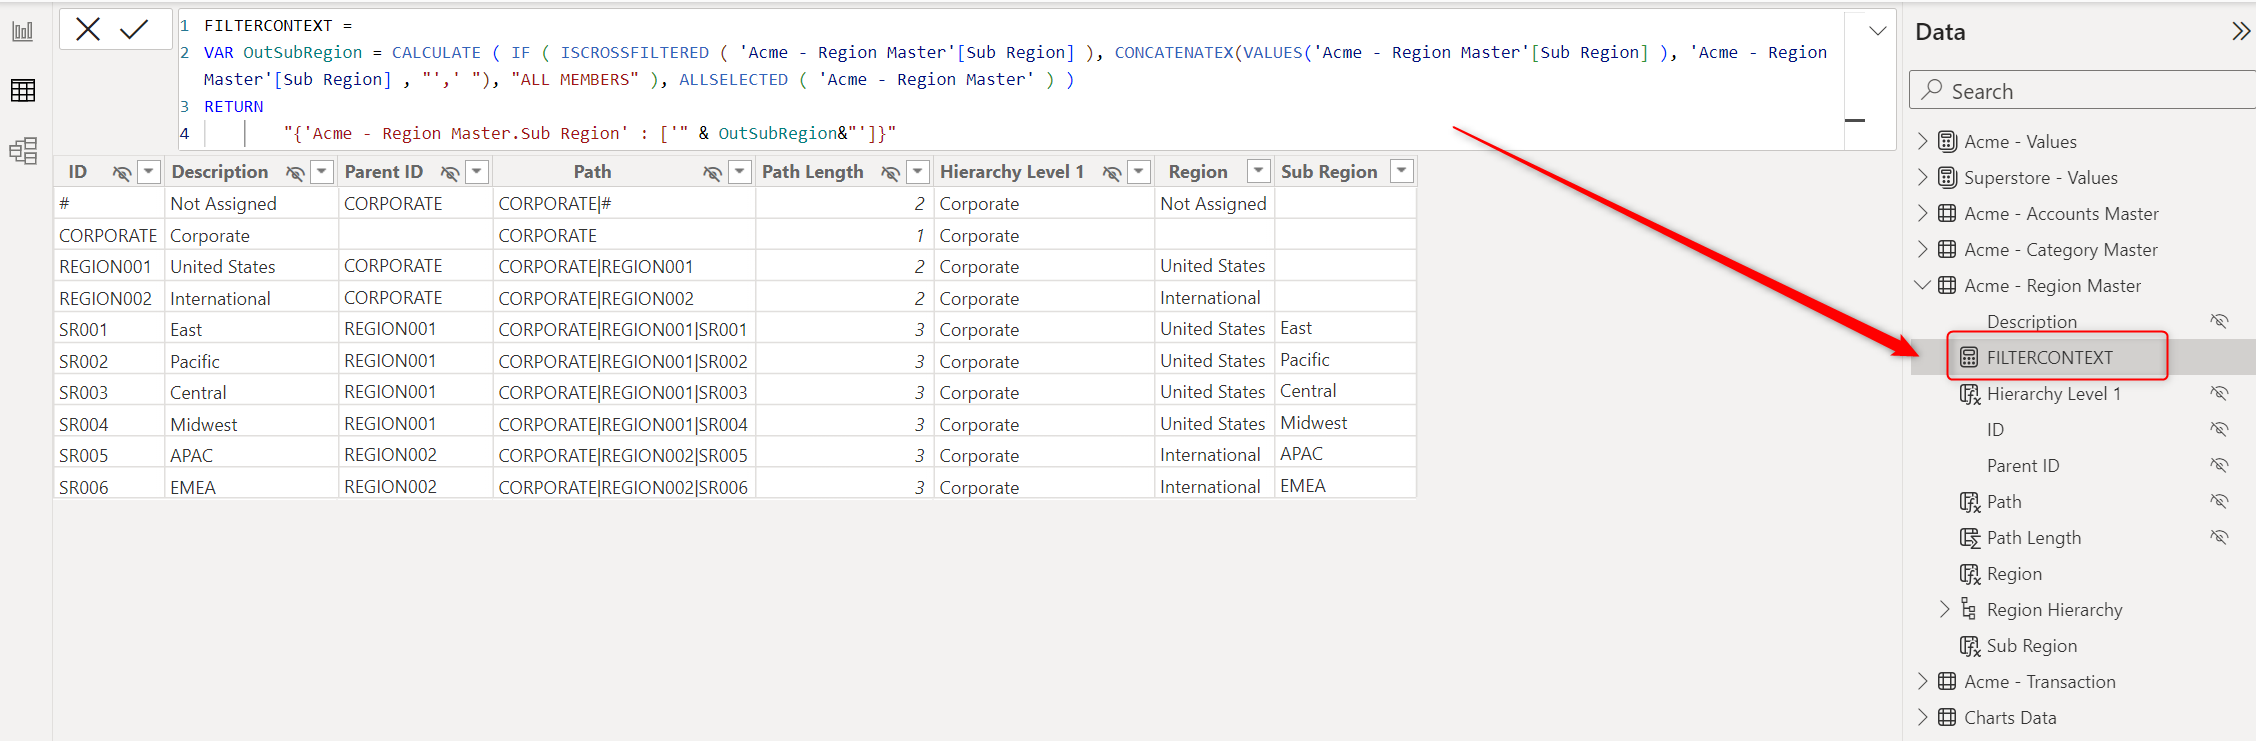 1 FILTERCONTEXT =
2 VAR OutSubRegion = CALCULATE ( IF ( ISCROSSFILTERED ( 'Acme - Region Master'[Sub Region] ), CONCATENATEX(VALUES('Acme - Region Master'[Sub Region] ), 'Acme - Region
Master'[Sub Region] , "',' "), "ALL MEMBERS" ), ALLSELECTED ( 'Acme - Region Master' ) )
3 RETURN
4 "{'Acme - Region Master.Sub Region' : ['" & OutSubRegion&"']}"
ID Description Parent ID Path Path Length Hierarchy Level 1 Region Sub Region
# Not Assigned CORPORATE CORPORATE|# 2 Corporate Not Assigned
CORPORATE Corporate CORPORATE 1 Corporate
REGION001 United States CORPORATE CORPORATE|REGION001 2 Corporate United States
REGION002 International CORPORATE CORPORATE|REGION002 2 Corporate International
SR001 East REGION001 CORPORATE|REGION001|SR001 3 Corporate United States East
SR002 Pacific REGION001 CORPORATE|REGION001|SR002 3 Corporate United States Pacific
SR003 Central REGION001 CORPORATE|REGION001|SR003 3 Corporate United States Central
SR004 Midwest REGION001 CORPORATE|REGION001|SR004 3 Corporate United States Midwest
SR005 APAC REGION002 CORPORATE|REGION002|SR005 3 Corporate International APAC
SR006 EMEA REGION002 CORPORATE|REGION002|SR006 3 Corporate International EMEA
Data
Search
Acme - Values
Superstore - Values
Acme - Accounts Master
Acme - Category Master
Acme - Region Master
Description
FILTERCONTEXT
Hierarchy Level 1
ID
Parent ID
Path
Path Length
Region
Region Hierarchy
Sub Region
Acme - Transaction
Charts Data